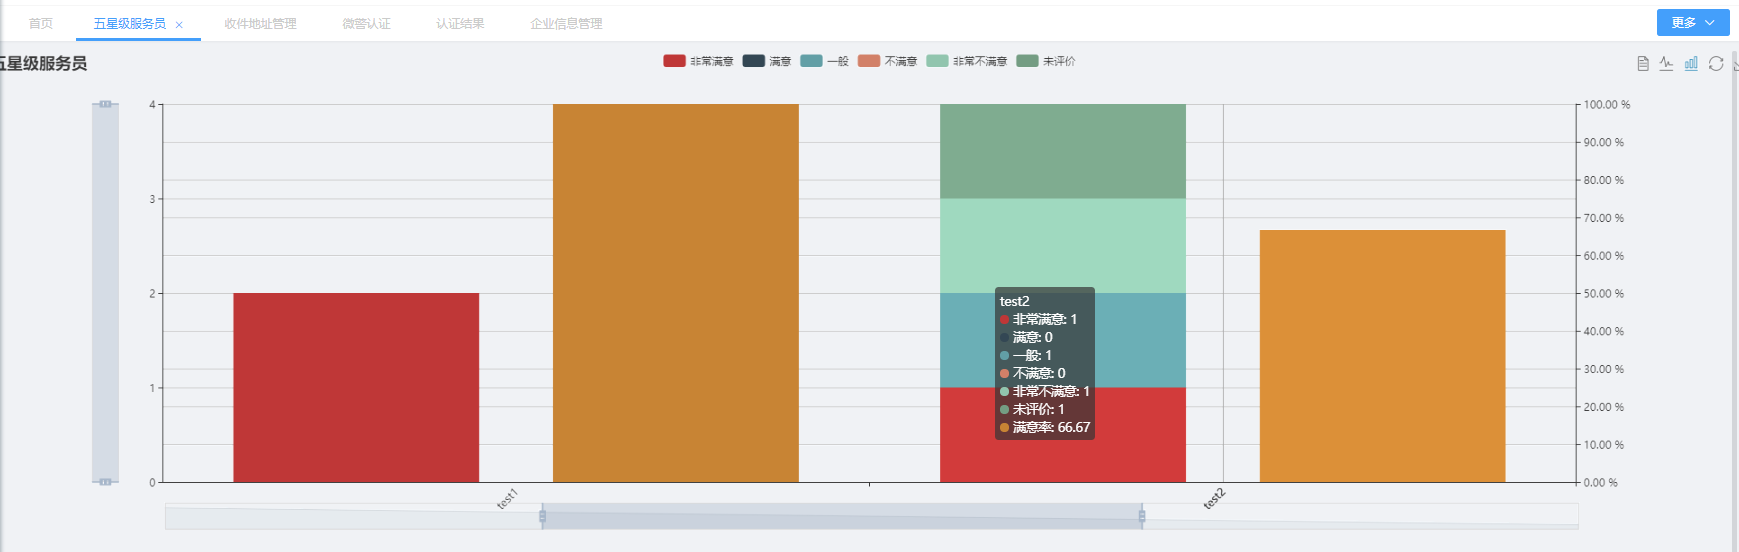 首页 五星级服务员 × 收件地址管理 微警认证 认证结果 企业信息管理 更多
五星级服务员
非常满意 满意 一般 不满意 非常不满意 未评价
4
3
2
1
0
100.00 %
90.00 %
80.00 %
70.00 %
60.00 %
50.00 %
40.00 %
30.00 %
20.00 %
10.00 %
0.00 %
test2
非常满意: 1
满意: 0
一般: 1
不满意: 0
非常不满意: 1
未评价: 1
满意率: 66.67
test1
test2